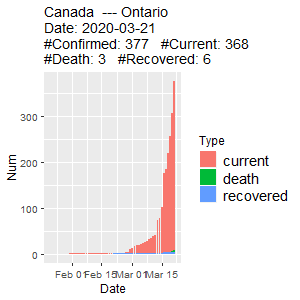 Canada  --- Ontario
Date: 2020-03-21
#Confirmed: 377   #Current: 368
#Death: 3   #Recovered: 6
Num
300
200
100
0
Feb 01
Feb 15
Mar 01
Mar 15
Date
Type
current
death
recovered